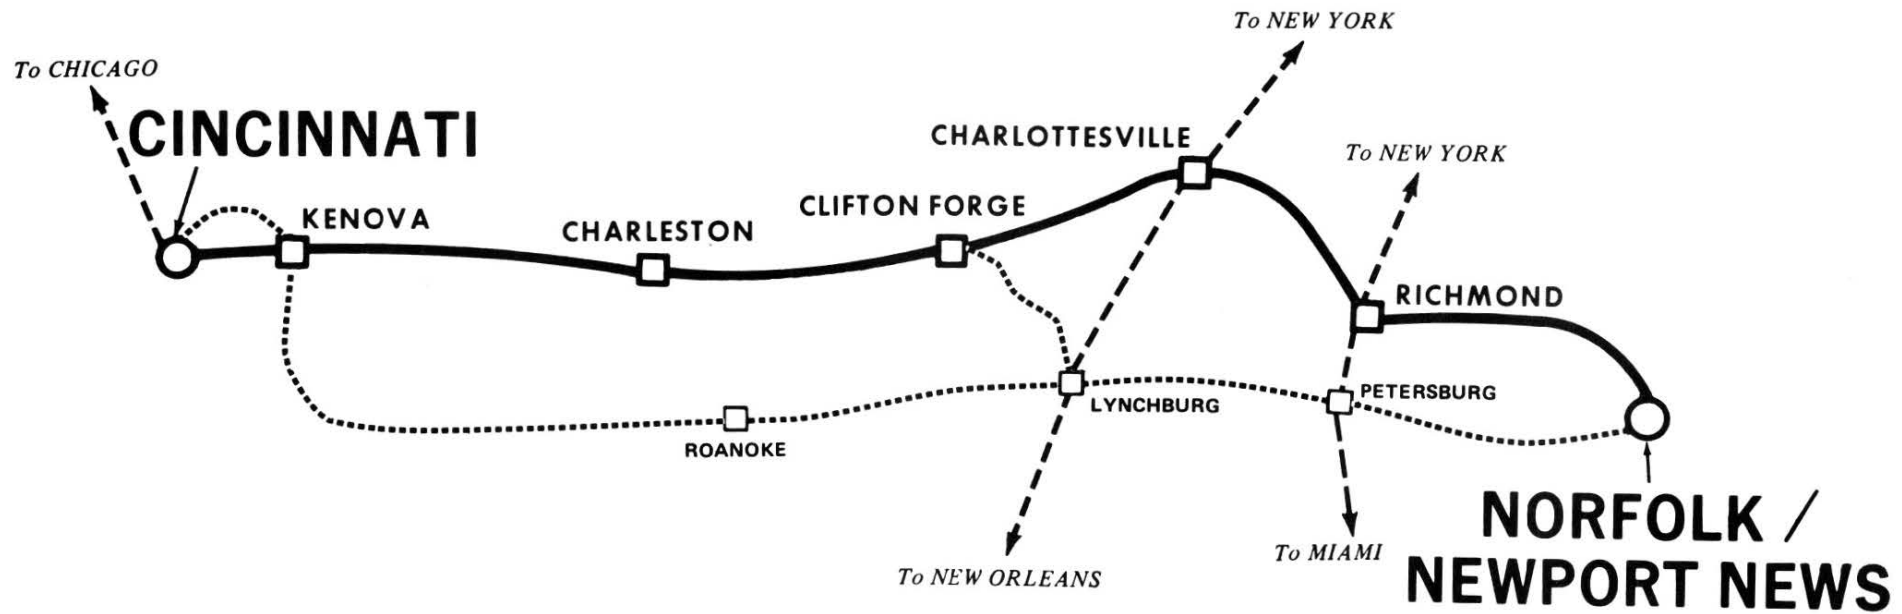 To NEW YORK
To CHICAGO
CINCINNATI
CHARLOTTESVILLE
To NEW YORK
KENOVA
CHARLESTON
CLIFTON FORGE
RICHMOND
LYNCHBURG
PETERSBURG
ROANOKE
NORFOLK /
NEWPORT NEWS
To MIAMI
To NEW ORLEANS